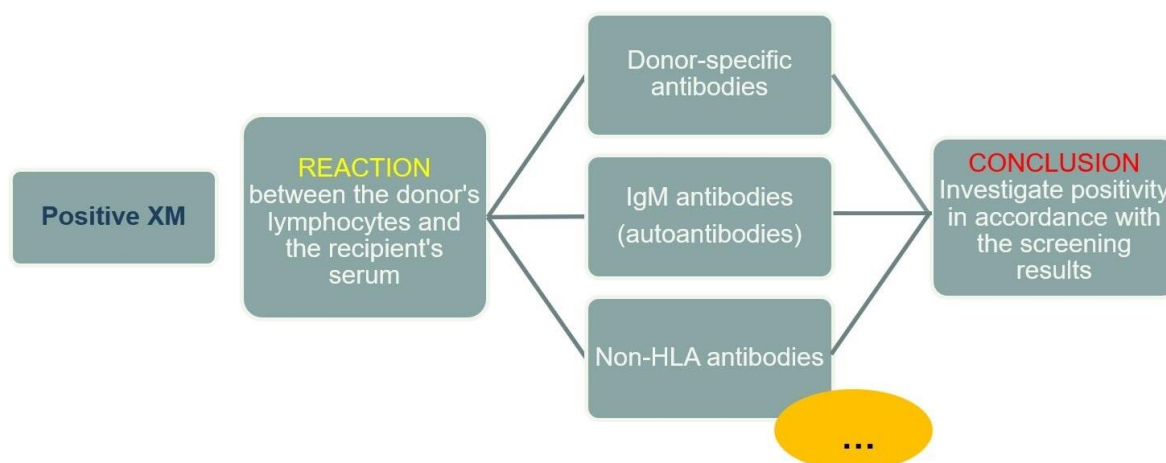 Positive XM
REACTION
between the donor's
lymphocytes and
the recipient's
serum
Donor-specific
antibodies
IgM antibodies
(autoantibodies)
Non-HLA antibodies
...
CONCLUSION
Investigate positivity
in accordance with
the screening
results